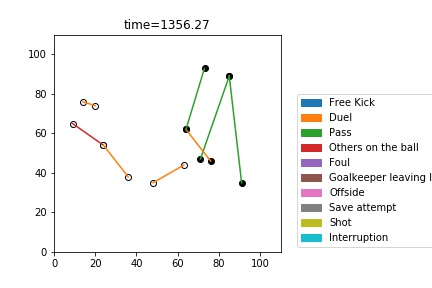 time=1356.27
100
80
60
40
20
0
0 20 40 60 80 100
Free Kick
Duel
Pass
Others on the ball
Foul
Goalkeeper leaving l
Offside
Save attempt
Shot
Interruption